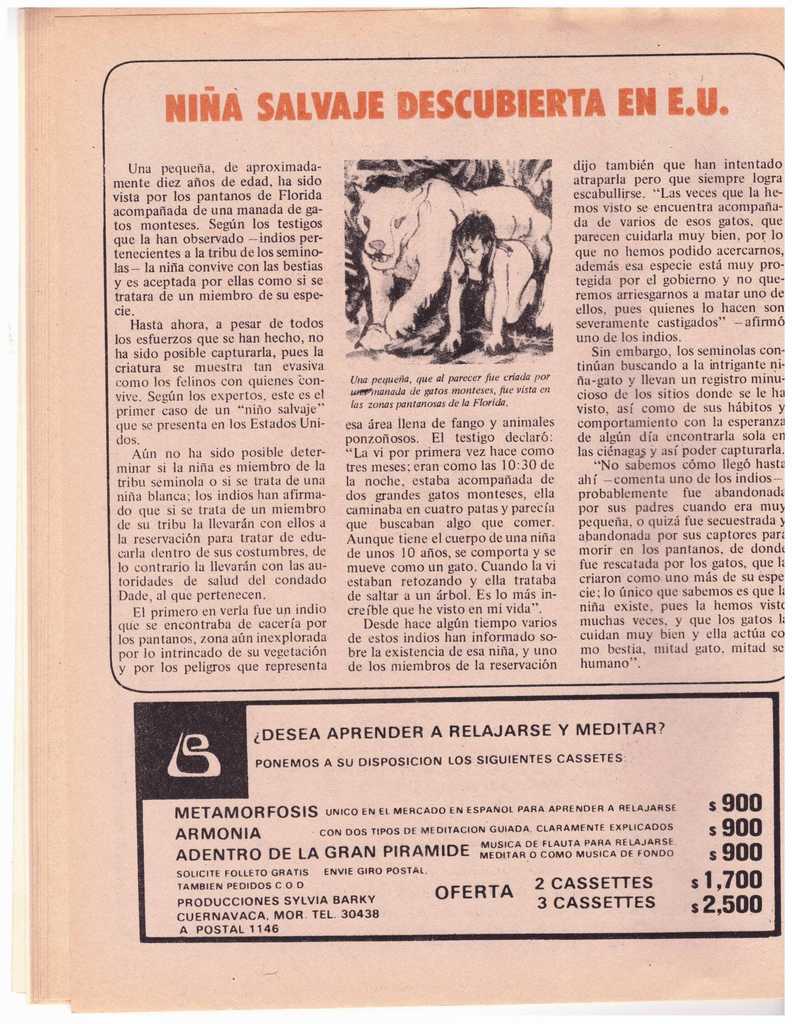 NIÑA SALVAJE DESCUBIERTA EN E.U.
Una pequeña, de aproximada-
mente diez años de edad, ha sido
vista por los pantanos de Florida
acompañada de una manada de ga-
tos monteses. Según los testigos
que la han observado —indios per-
tenecientes a la tribu de los semino-
las— la niña convive con las bestias
y es aceptada por ellas como si se
tratara de un miembro de su espe-
cie.
Hasta ahora, a pesar de todos
los esfuerzos que se han hecho, no
ha sido posible capturarla, pues la
criatura se muestra tan evasiva
como los felinos con quienes con-
vive. Según los expertos, este es el
primer caso de un "niño salvaje"
que se presenta en los Estados Uni-
dos.
Aún no ha sido posible deter-
minar si la niña es miembro de la
tribu seminola o si se trata de una
niña blanca; los indios han afirma-
do que si se trata de un miembro
de su tribu la llevarán con ellos a
la reservación para tratar de edu-
carla dentro de sus costumbres, de
lo contrario la llevarán con las au-
toridades de salud del condado
Dade, al que pertenecen.
El primero en verla fue un indio
que se encontraba de cacería por
los pantanos, zona aún inexplorada
por lo intrincado de su vegetación
y por los peligros que representa
Una pequeña, que al parecer fue criada por
una manada de gatos monteses, fue vista en
las zonas pantanosas de la Florida.
esa área llena de fango y animales
ponzoñosos. El testigo declaró:
"La vi por primera vez hace como
tres meses; eran como las 10:30 de
la noche, estaba acompañada de
dos grandes gatos monteses, ella
caminaba en cuatro patas y parecía
que buscaban algo que comer.
Aunque tiene el cuerpo de una niña
de unos 10 años, se comporta y se
mueve como un gato. Cuando la vi
estaban retozando y ella trataba
de saltar a un árbol. Es lo más in-
creíble que he visto en mi vida".
Desde hace algún tiempo varios
de estos indios han informado so-
bre la existencia de esa niña, y uno
de los miembros de la reservación
dijo también que han intentado
atraparla pero que siempre logra
escabullirse. "Las veces que la he-
mos visto se encuentra acompaña-
da de varios de esos gatos, que
parecen cuidarla muy bien, por lo
que no hemos podido acercarnos,
además esa especie está muy pro-
tegida por el gobierno y no que-
remos arriesgarnos a matar uno de
ellos, pues quienes lo hacen son
severamente castigados" —afirmó
uno de los indios.
Sin embargo, los seminolas con-
tinúan buscando a la intrigante ni-
ña-gato y llevan un registro minu-
cioso de los sitios donde se le ha
visto, así como de sus hábitos y
comportamiento con la esperanza
de algún día encontrarla sola en
las ciénagas y así poder capturarla.
"No sabemos cómo llegó hasta
ahí —comenta uno de los indios—
probablemente fue abandonada
por sus padres cuando era muy
pequeña, o quizá fue secuestrada y
abandonada por sus captores para
morir en los pantanos, de donde
fue rescatada por los gatos, que la
criaron como uno más de su espe-
cie; lo único que sabemos es que la
niña existe, pues la hemos visto
muchas veces, y que los gatos la
cuidan muy bien y ella actúa co-
mo bestia, mitad gato, mitad ser
humano".
¿DESEA APRENDER A RELAJARSE Y MEDITAR?
PONEMOS A SU DISPOSICION LOS SIGUIENTES CASSETES:
METAMORFOSIS UNICO EN EL MERCADO EN ESPAÑOL PARA APRENDER A RELAJARSE $ 900
ARMONIA CON DOS TIPOS DE MEDITACION GUIADA, CLARAMENTE EXPLICADOS $ 900
ADENTRO DE LA GRAN PIRAMIDE MUSICA DE FLAUTA PARA RELAJARSE,
MEDITAR O COMO MUSICA DE FONDO $ 900
SOLICITE FOLLETO GRATIS ENVIE GIRO POSTAL.
TAMBIEN PEDIDOS C O D
OFERTA 2 CASSETTES $ 1,700
3 CASSETTES $ 2,500
PRODUCCIONES SYLVIA BARKY
CUERNAVACA, MOR. TEL. 30438
A POSTAL 1146